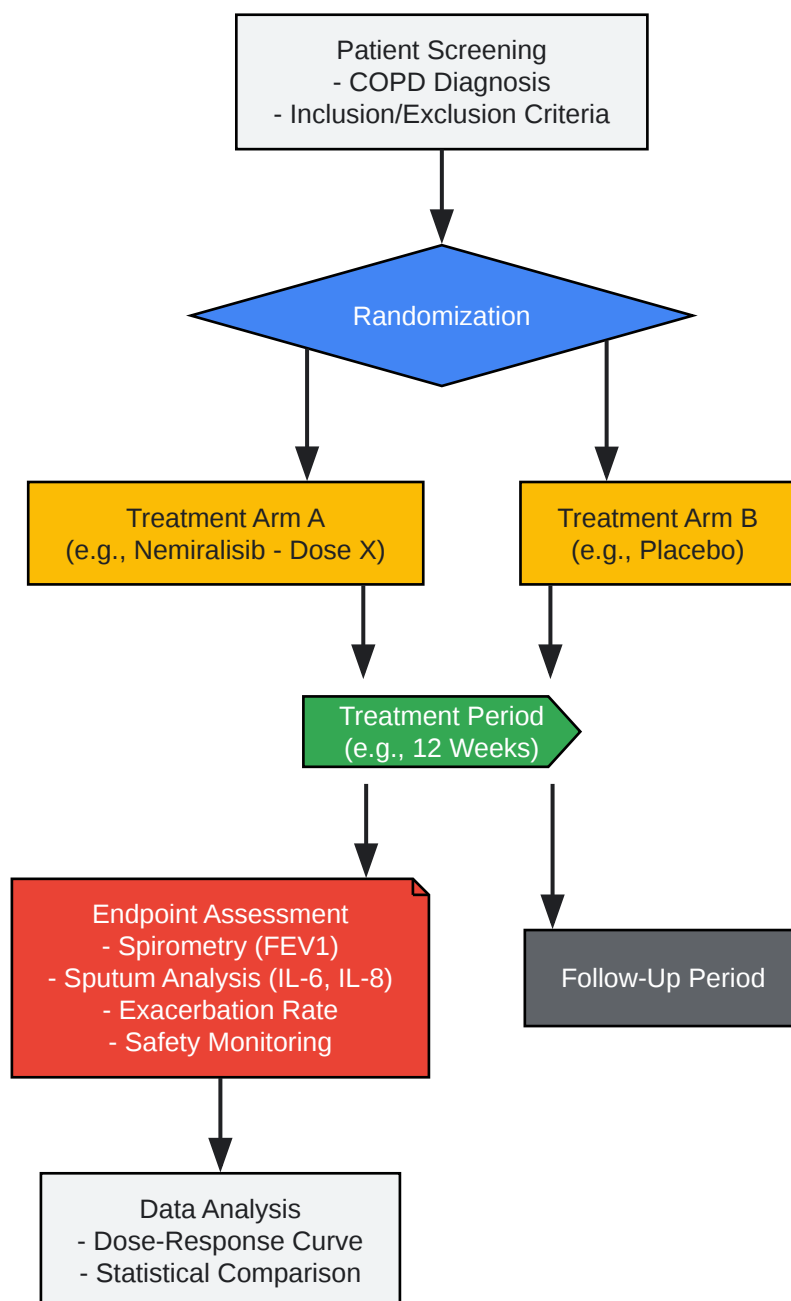 Patient Screening
- COPD Diagnosis
- Inclusion/Exclusion Criteria
Randomization
Treatment Arm A
(e.g., Nemiralisib - Dose X)
Treatment Arm B
(e.g., Placebo)
Treatment Period
(e.g., 12 Weeks)
Endpoint Assessment
- Spirometry (FEV1)
- Sputum Analysis (IL-6, IL-8)
- Exacerbation Rate
- Safety Monitoring
Follow-Up Period
Data Analysis
- Dose-Response Curve
- Statistical Comparison